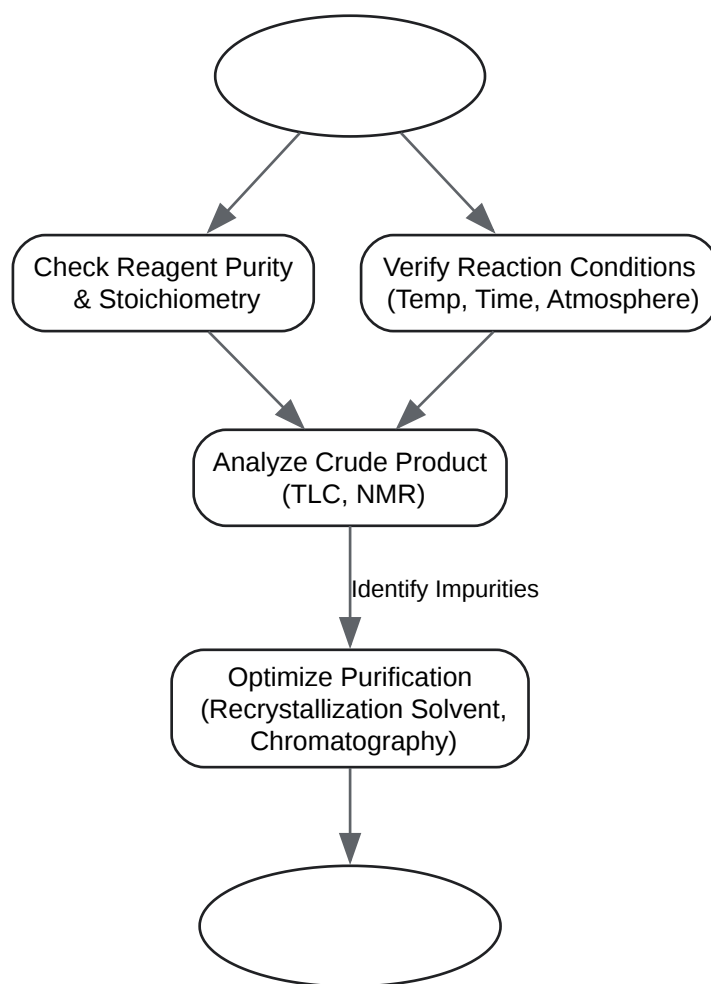 Check Reagent Purity
& Stoichiometry
Verify Reaction Conditions
(Temp, Time, Atmosphere)
Analyze Crude Product
(TLC, NMR)
Identify Impurities
Optimize Purification
(Recrystallization Solvent,
Chromatography)